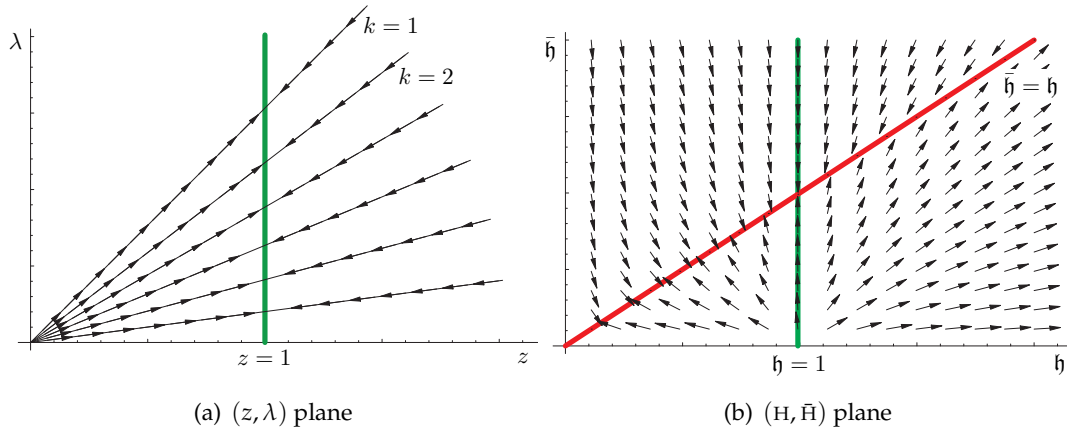 λ
k = 1
k = 2
z = 1
z
(a) (z, λ) plane
𝔥̄
𝔥̄ = 𝔥
𝔥 = 1
𝔥
(b) (H, H̄) plane